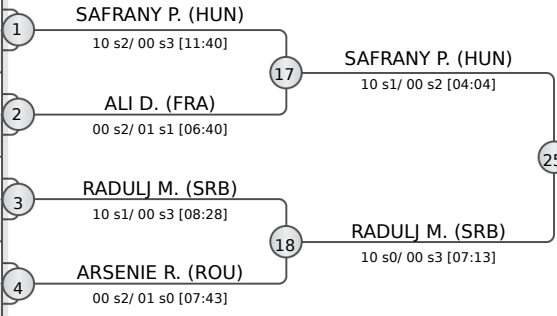 1
SAFRANY P. (HUN)
10 s2/ 00 s3 [11:40]
17
SAFRANY P. (HUN)
10 s1/ 00 s2 [04:04]
2
ALI D. (FRA)
00 s2/ 01 s1 [06:40]
25
3
RADULJ M. (SRB)
10 s1/ 00 s3 [08:28]
18
RADULJ M. (SRB)
10 s0/ 00 s3 [07:13]
4
ARSENIE R. (ROU)
00 s2/ 01 s0 [07:43]